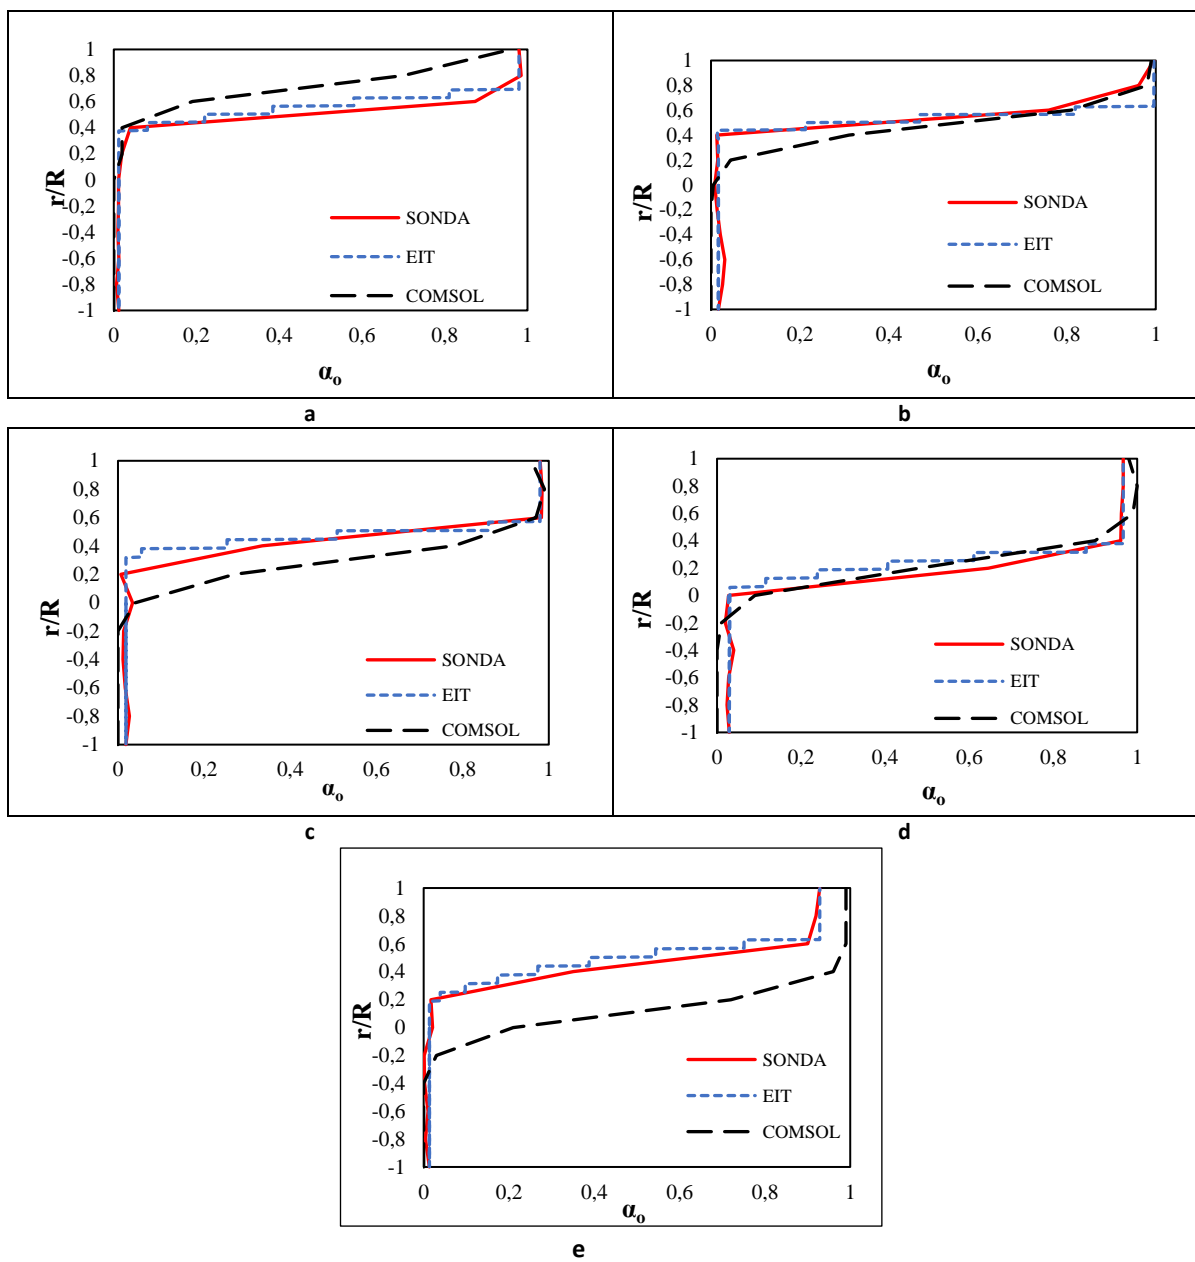 1
0,8
0,6
0,4
0,2
0
-0,2
-0,4
-0,6
-0,8
-1
r/R
SONDA
EIT
COMSOL
0 0,2 0,4 0,6 0,8 1
αo
a
1
0,8
0,6
0,4
0,2
0
-0,2
-0,4
-0,6
-0,8
-1
r/R
SONDA
EIT
COMSOL
0 0,2 0,4 0,6 0,8 1
αo
b
1
0,8
0,6
0,4
0,2
0
-0,2
-0,4
-0,6
-0,8
-1
r/R
SONDA
EIT
COMSOL
0 0,2 0,4 0,6 0,8 1
αo
c
1
0,8
0,6
0,4
0,2
0
-0,2
-0,4
-0,6
-0,8
-1
r/R
SONDA
EIT
COMSOL
0 0,2 0,4 0,6 0,8 1
αo
d
1
0,8
0,6
0,4
0,2
0
-0,2
-0,4
-0,6
-0,8
-1
r/R
SONDA
EIT
COMSOL
0 0,2 0,4 0,6 0,8 1
αo
e